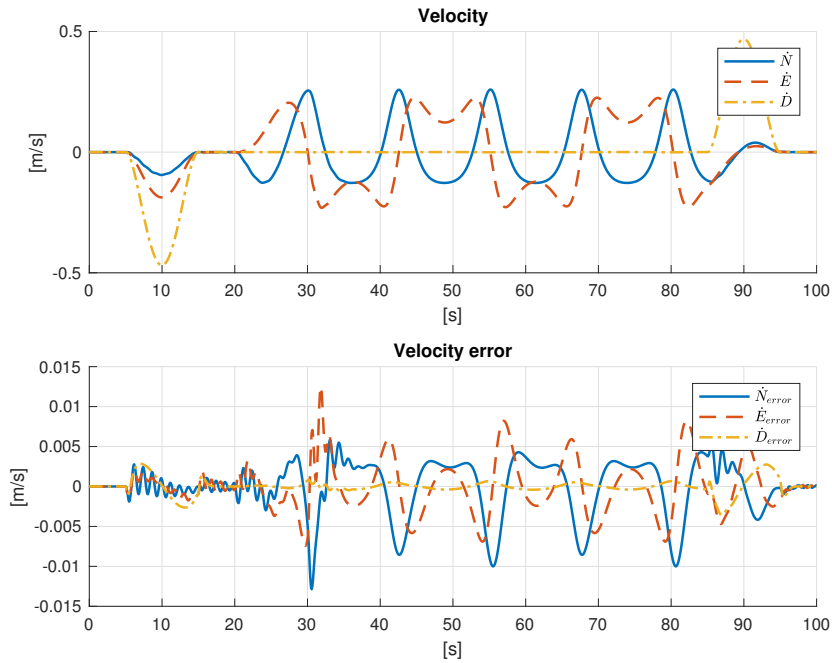 Velocity
0.5
0
-0.5
[m/s]
Ṅ
Ė
Ḋ
0 10 20 30 40 50 60 70 80 90 100
[s]
Velocity error
0.015
0.01
0.005
0
-0.005
-0.01
-0.015
[m/s]
Ṅerror
Ėerror
Ḋerror
0 10 20 30 40 50 60 70 80 90 100
[s]